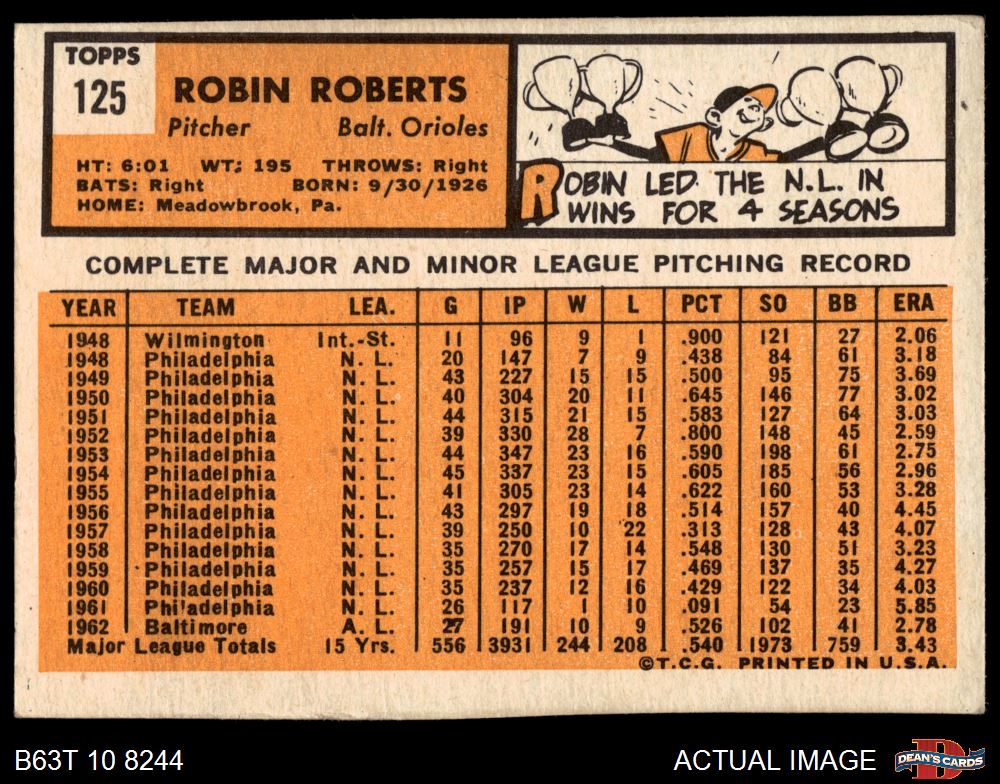 TOPPS
125
ROBIN ROBERTS
Pitcher Balt. Orioles
HT: 6:01 WT: 195 THROWS: Right
BATS: Right BORN: 9/30/1926
HOME: Meadowbrook, Pa.
ROBIN LED THE N.L. IN
WINS FOR 4 SEASONS
COMPLETE MAJOR AND MINOR LEAGUE PITCHING RECORD
YEAR TEAM LEA. G IP W L PCT SO BB ERA
1948 Wilmington Int.-St. 11 96 9 1 .900 121 27 2.06
1948 Philadelphia N. L. 20 147 7 9 .438 84 61 3.18
1949 Philadelphia N. L. 43 227 15 15 .500 95 75 3.69
1950 Philadelphia N. L. 40 304 20 11 .645 146 77 3.02
1951 Philadelphia N. L. 44 315 21 15 .583 127 64 3.03
1952 Philadelphia N. L. 39 330 28 7 .800 148 45 2.59
1953 Philadelphia N. L. 44 347 23 16 .590 198 61 2.75
1954 Philadelphia N. L. 45 337 23 15 .605 185 56 2.96
1955 Philadelphia N. L. 41 305 23 14 .622 160 53 3.28
1956 Philadelphia N. L. 43 297 19 18 .514 157 40 4.45
1957 Philadelphia N. L. 39 250 10 22 .313 128 43 4.07
1958 Philadelphia N. L. 35 270 17 14 .548 130 51 3.23
1959 Philadelphia N. L. 35 257 15 17 .469 137 35 4.27
1960 Philadelphia N. L. 35 237 12 16 .429 122 34 4.03
1961 Philadelphia N. L. 26 117 1 10 .091 54 23 5.85
1962 Baltimore A. L. 27 191 10 9 .526 102 41 2.78
Major League Totals 15 Yrs. 556 3931 244 208 .540 1973 759 3.43
©T.C.G. PRINTED IN U.S.A.
B63T 10 8244 ACTUAL IMAGE
D
DEAN'S CARDS